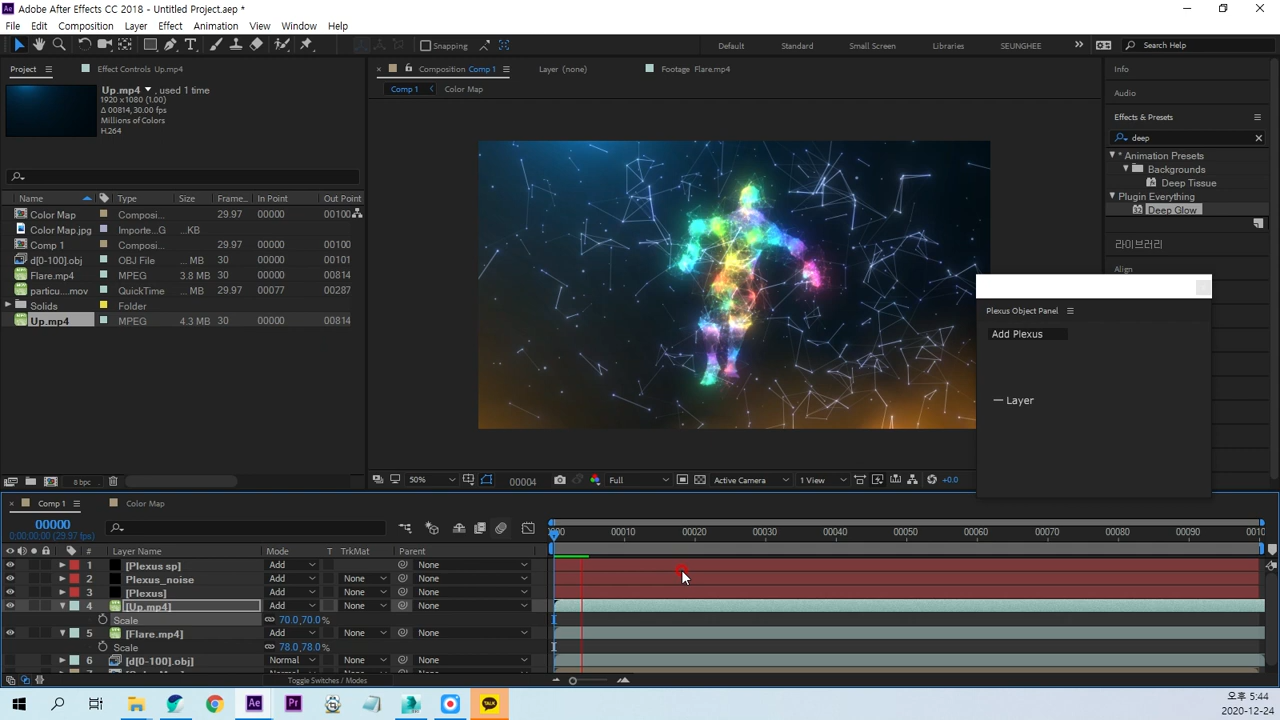 Adobe After Effects CC 2018 - Untitled Project.aep *
File Edit Composition Layer Effect Animation View Window Help
Snapping Default Standard Small Screen Libraries SEUNGHEE Search Help
Project Effect Controls Up.mp4 Composition Comp 1 Layer (none) Footage Flare.mp4 Info
Up.mp4 , used 1 time Comp 1 Color Map Audio
1920 x 1080 (1.00)
Δ 00814, 30.00 fps
Millions of Colors
H.264
Effects & Presets
deep
* Animation Presets
Backgrounds
Deep Tissue
Plugin Everything
Deep Glow
라이브러리
Align
Name Type Size Frame... In Point Out Point
Color Map Composi... 29.97 00000 00100
Color Map.jpg Importe...G ...KB
Comp 1 Composi... 29.97 00000 00100
d[0-100].obj OBJ File ... MB 30 00000 00101
Flare.mp4 MPEG 3.8 MB 30 00000 00814
particu....mov QuickTime ... MB 29.97 00077 00287
Solids Folder
Up.mp4 MPEG 4.3 MB 30 00000 00814
Plexus Object Panel
Add Plexus
Layer
8 bpc 50% 00004 Full Active Camera 1 View +0.0
Comp 1 Color Map
00000
0:00:00:00 (29.97 fps)
00010 00020 00030 00040 00050 00060 00070 00080 00090
# Layer Name Mode T TrkMat Parent
1 [Plexus sp] Add None
2 Plexus_noise Add None None
3 [Plexus] Add None None
4 [Up.mp4] Add None None
Scale 70.0,70.0%
5 [Flare.mp4] Add None None
Scale 78.0,78.0%
6 [d[0-100].obj] Normal None None
Toggle Switches / Modes
Ae Pr TALK
오후 5:44
2020-12-24